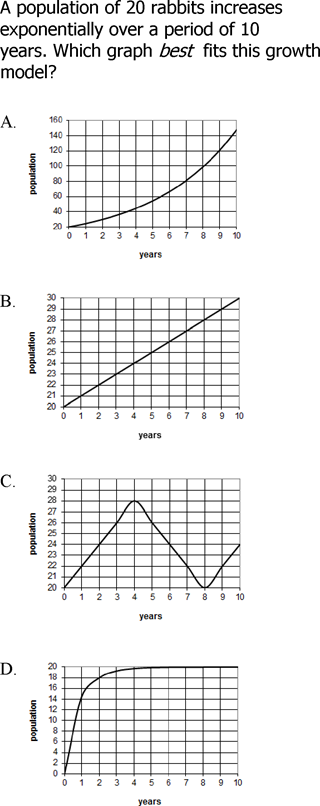 A population of 20 rabbits increases
exponentially over a period of 10
years. Which graph best fits this growth
model?
A.
population
160
140
120
100
80
60
40
20
0 1 2 3 4 5 6 7 8 9 10
years
B.
population
30
29
28
27
26
25
24
23
22
21
20
0 1 2 3 4 5 6 7 8 9 10
years
C.
population
30
29
28
27
26
25
24
23
22
21
20
0 1 2 3 4 5 6 7 8 9 10
years
D.
population
20
18
16
14
12
10
8
6
4
2
0
0 1 2 3 4 5 6 7 8 9 10
years